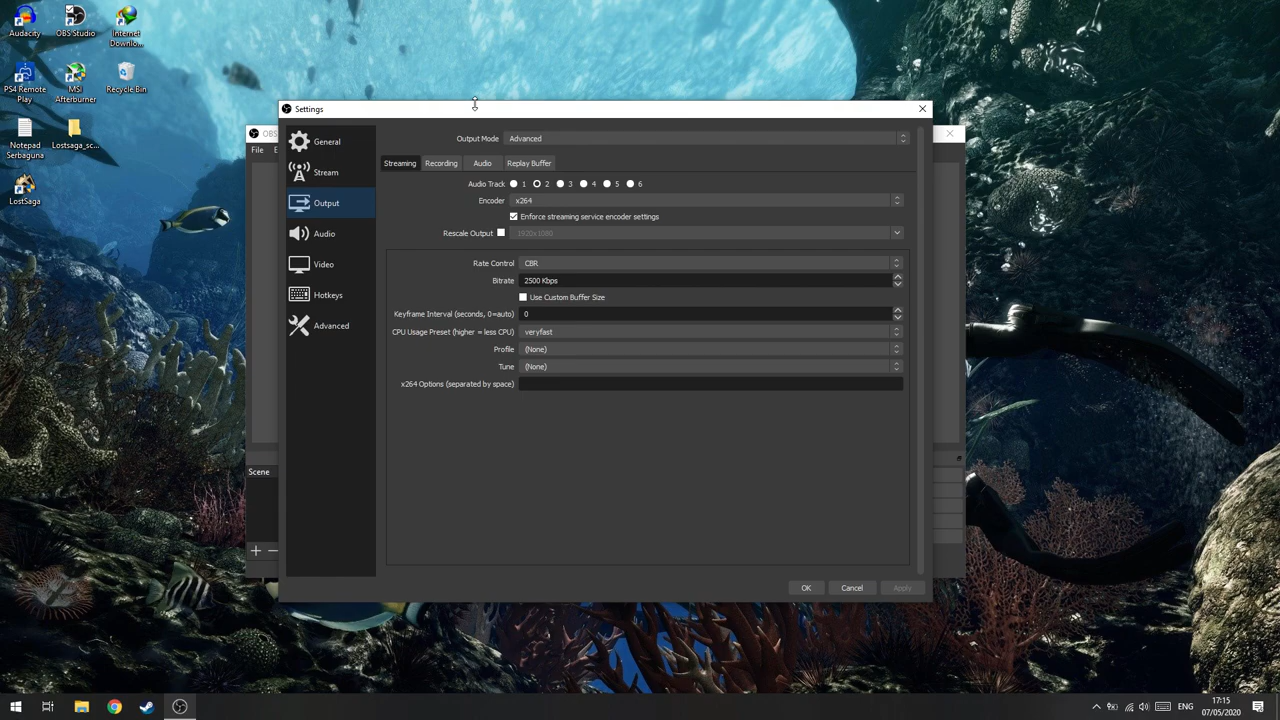 Audacity
OBS Studio
Internet
Downlo...
PS4 Remote
Play
MSI
Afterburner
Recycle Bin
Notepad
Serbaguna
Lostsaga_sc...
LostSaga
OBS
File
E
Scene
Settings
General
Stream
Output
Audio
Video
Hotkeys
Advanced
Output Mode Advanced
Streaming Recording Audio Replay Buffer
Audio Track 1 2 3 4 5 6
Encoder x264
Enforce streaming service encoder settings
Rescale Output 1920x1080
Rate Control CBR
Bitrate 2500 Kbps
Use Custom Buffer Size
Keyframe Interval (seconds, 0=auto) 0
CPU Usage Preset (higher = less CPU) veryfast
Profile (None)
Tune (None)
x264 Options (separated by space)
OK Cancel Apply
ENG
17:15
07/05/2020